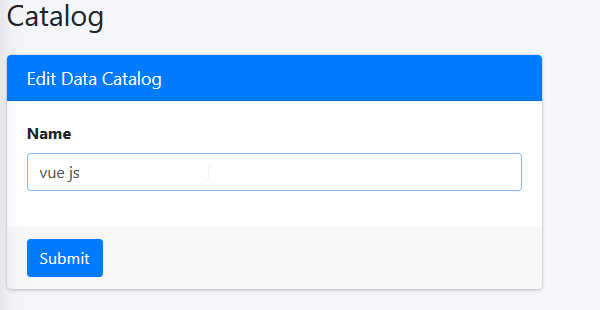 Catalog
Edit Data Catalog
Name
vue js
Submit